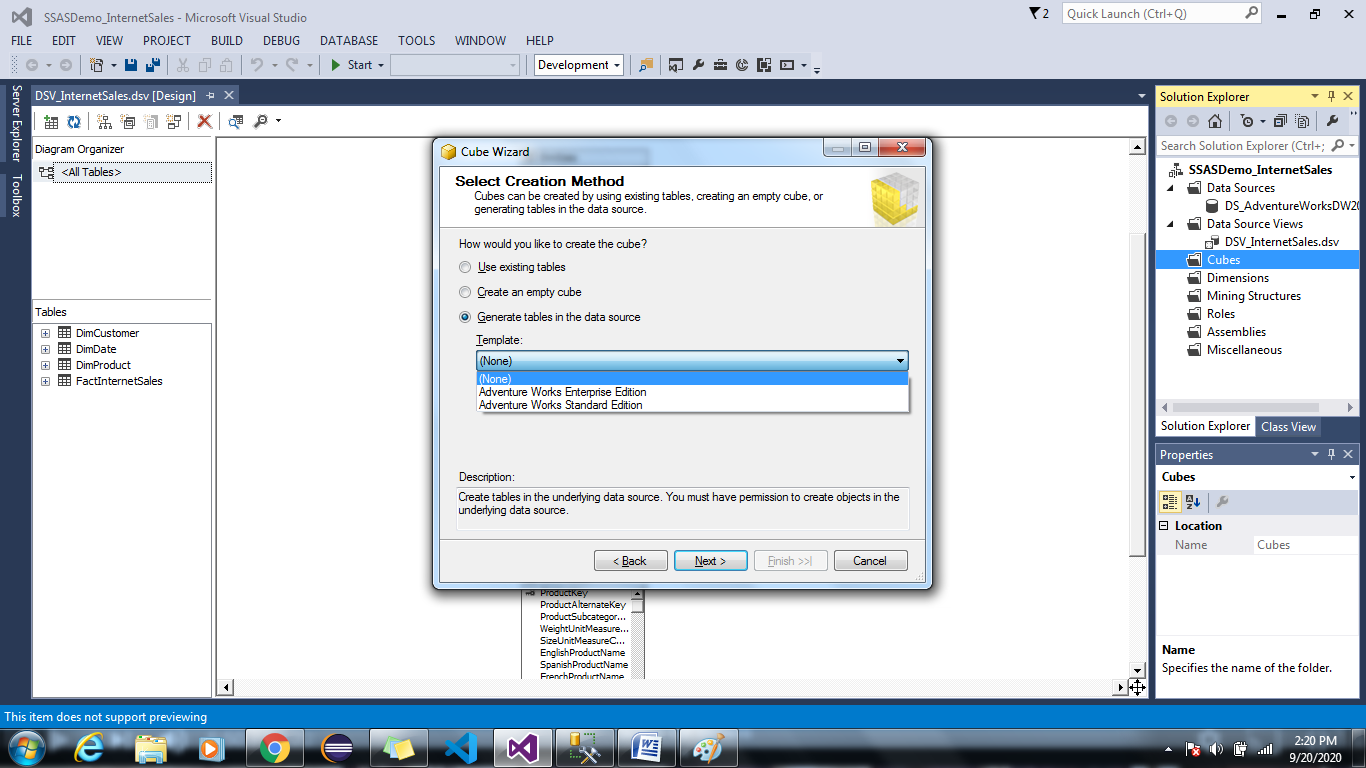 SSASDemo_InternetSales - Microsoft Visual Studio
2
Quick Launch (Ctrl+Q)
FILE EDIT VIEW PROJECT BUILD DEBUG DATABASE TOOLS WINDOW HELP
Start
Development
Server Explorer
Toolbox
DSV_InternetSales.dsv [Design]
Diagram Organizer
<All Tables>
Tables
DimCustomer
DimDate
DimProduct
FactInternetSales
Cube Wizard
Select Creation Method
Cubes can be created by using existing tables, creating an empty cube, or
generating tables in the data source.
How would you like to create the cube?
Use existing tables
Create an empty cube
Generate tables in the data source
Template:
(None)
(None)
Adventure Works Enterprise Edition
Adventure Works Standard Edition
Description:
Create tables in the underlying data source. You must have permission to create objects in the
underlying data source.
< Back
Next >
Finish >>|
Cancel
ProductKey
ProductAlternateKey
ProductSubcategor...
WeightUnitMeasure...
SizeUnitMeasureC...
EnglishProductName
SpanishProductName
FrenchProductName
Solution Explorer
Search Solution Explorer (Ctrl+;
SSASDemo_InternetSales
Data Sources
DS_AdventureWorksDW20
Data Source Views
DSV_InternetSales.dsv
Cubes
Dimensions
Mining Structures
Roles
Assemblies
Miscellaneous
Solution Explorer
Class View
Properties
Cubes
Location
Name Cubes
Name
Specifies the name of the folder.
This item does not support previewing
2:20 PM
9/20/2020